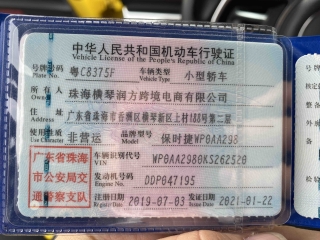 中华人民共和国机动车行驶证
Vehicle License of the People's Republic of China
号牌号码 粤C8375F 车辆类型 小型轿车
Plate No. Vehicle Type
所有人 珠海横琴润方跨境电商有限公司
Owner
住址 广东省珠海市香洲区横琴新区上村188号第二层
使用性质 非营运 品牌型号 保时捷WP0AA298
Use Character Model
广东省珠海
市公安局交
通警察支队
车辆识别代号 WP0AA2980KS262520
VIN
发动机号码 DDP047195
Engine No.
注册日期 2019-07-03 发证日期 2021-01-22
Register Date Issue Date